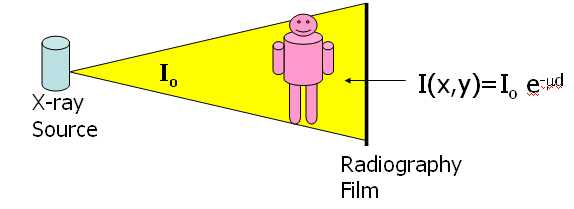 X-ray
Source
Iₒ
I(x,y)=Iₒ e^-μd
Radiography
Film